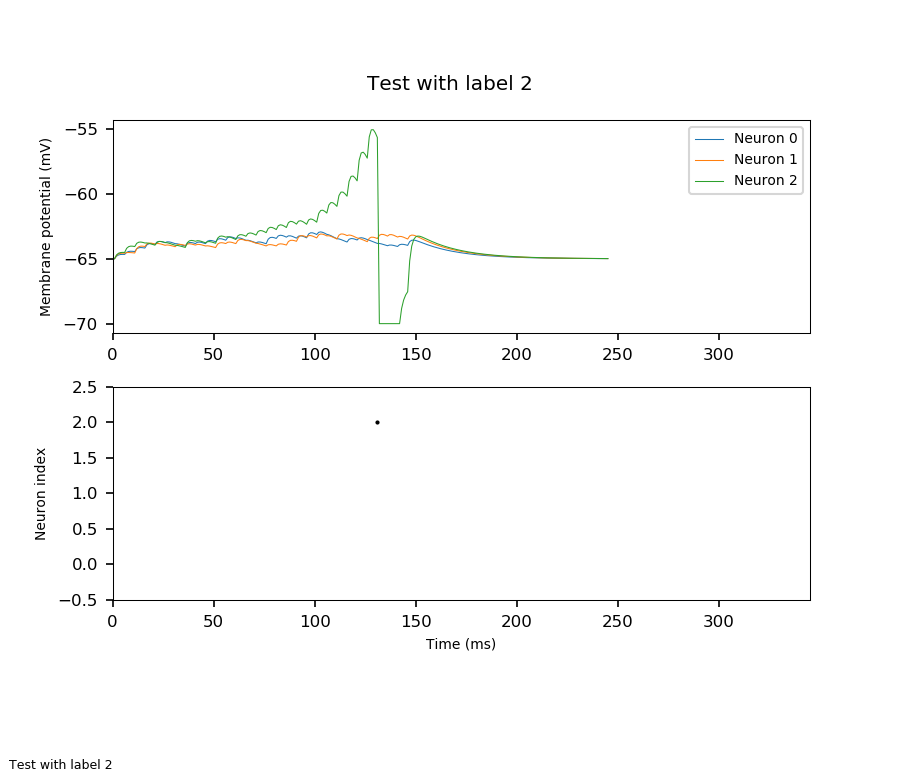 Test with label 2
Membrane potential (mV)
−55
−60
−65
−70
Neuron 0
Neuron 1
Neuron 2
0 50 100 150 200 250 300
Neuron index
2.5
2.0
1.5
1.0
0.5
0.0
−0.5
0 50 100 150 200 250 300
Time (ms)
Test with label 2